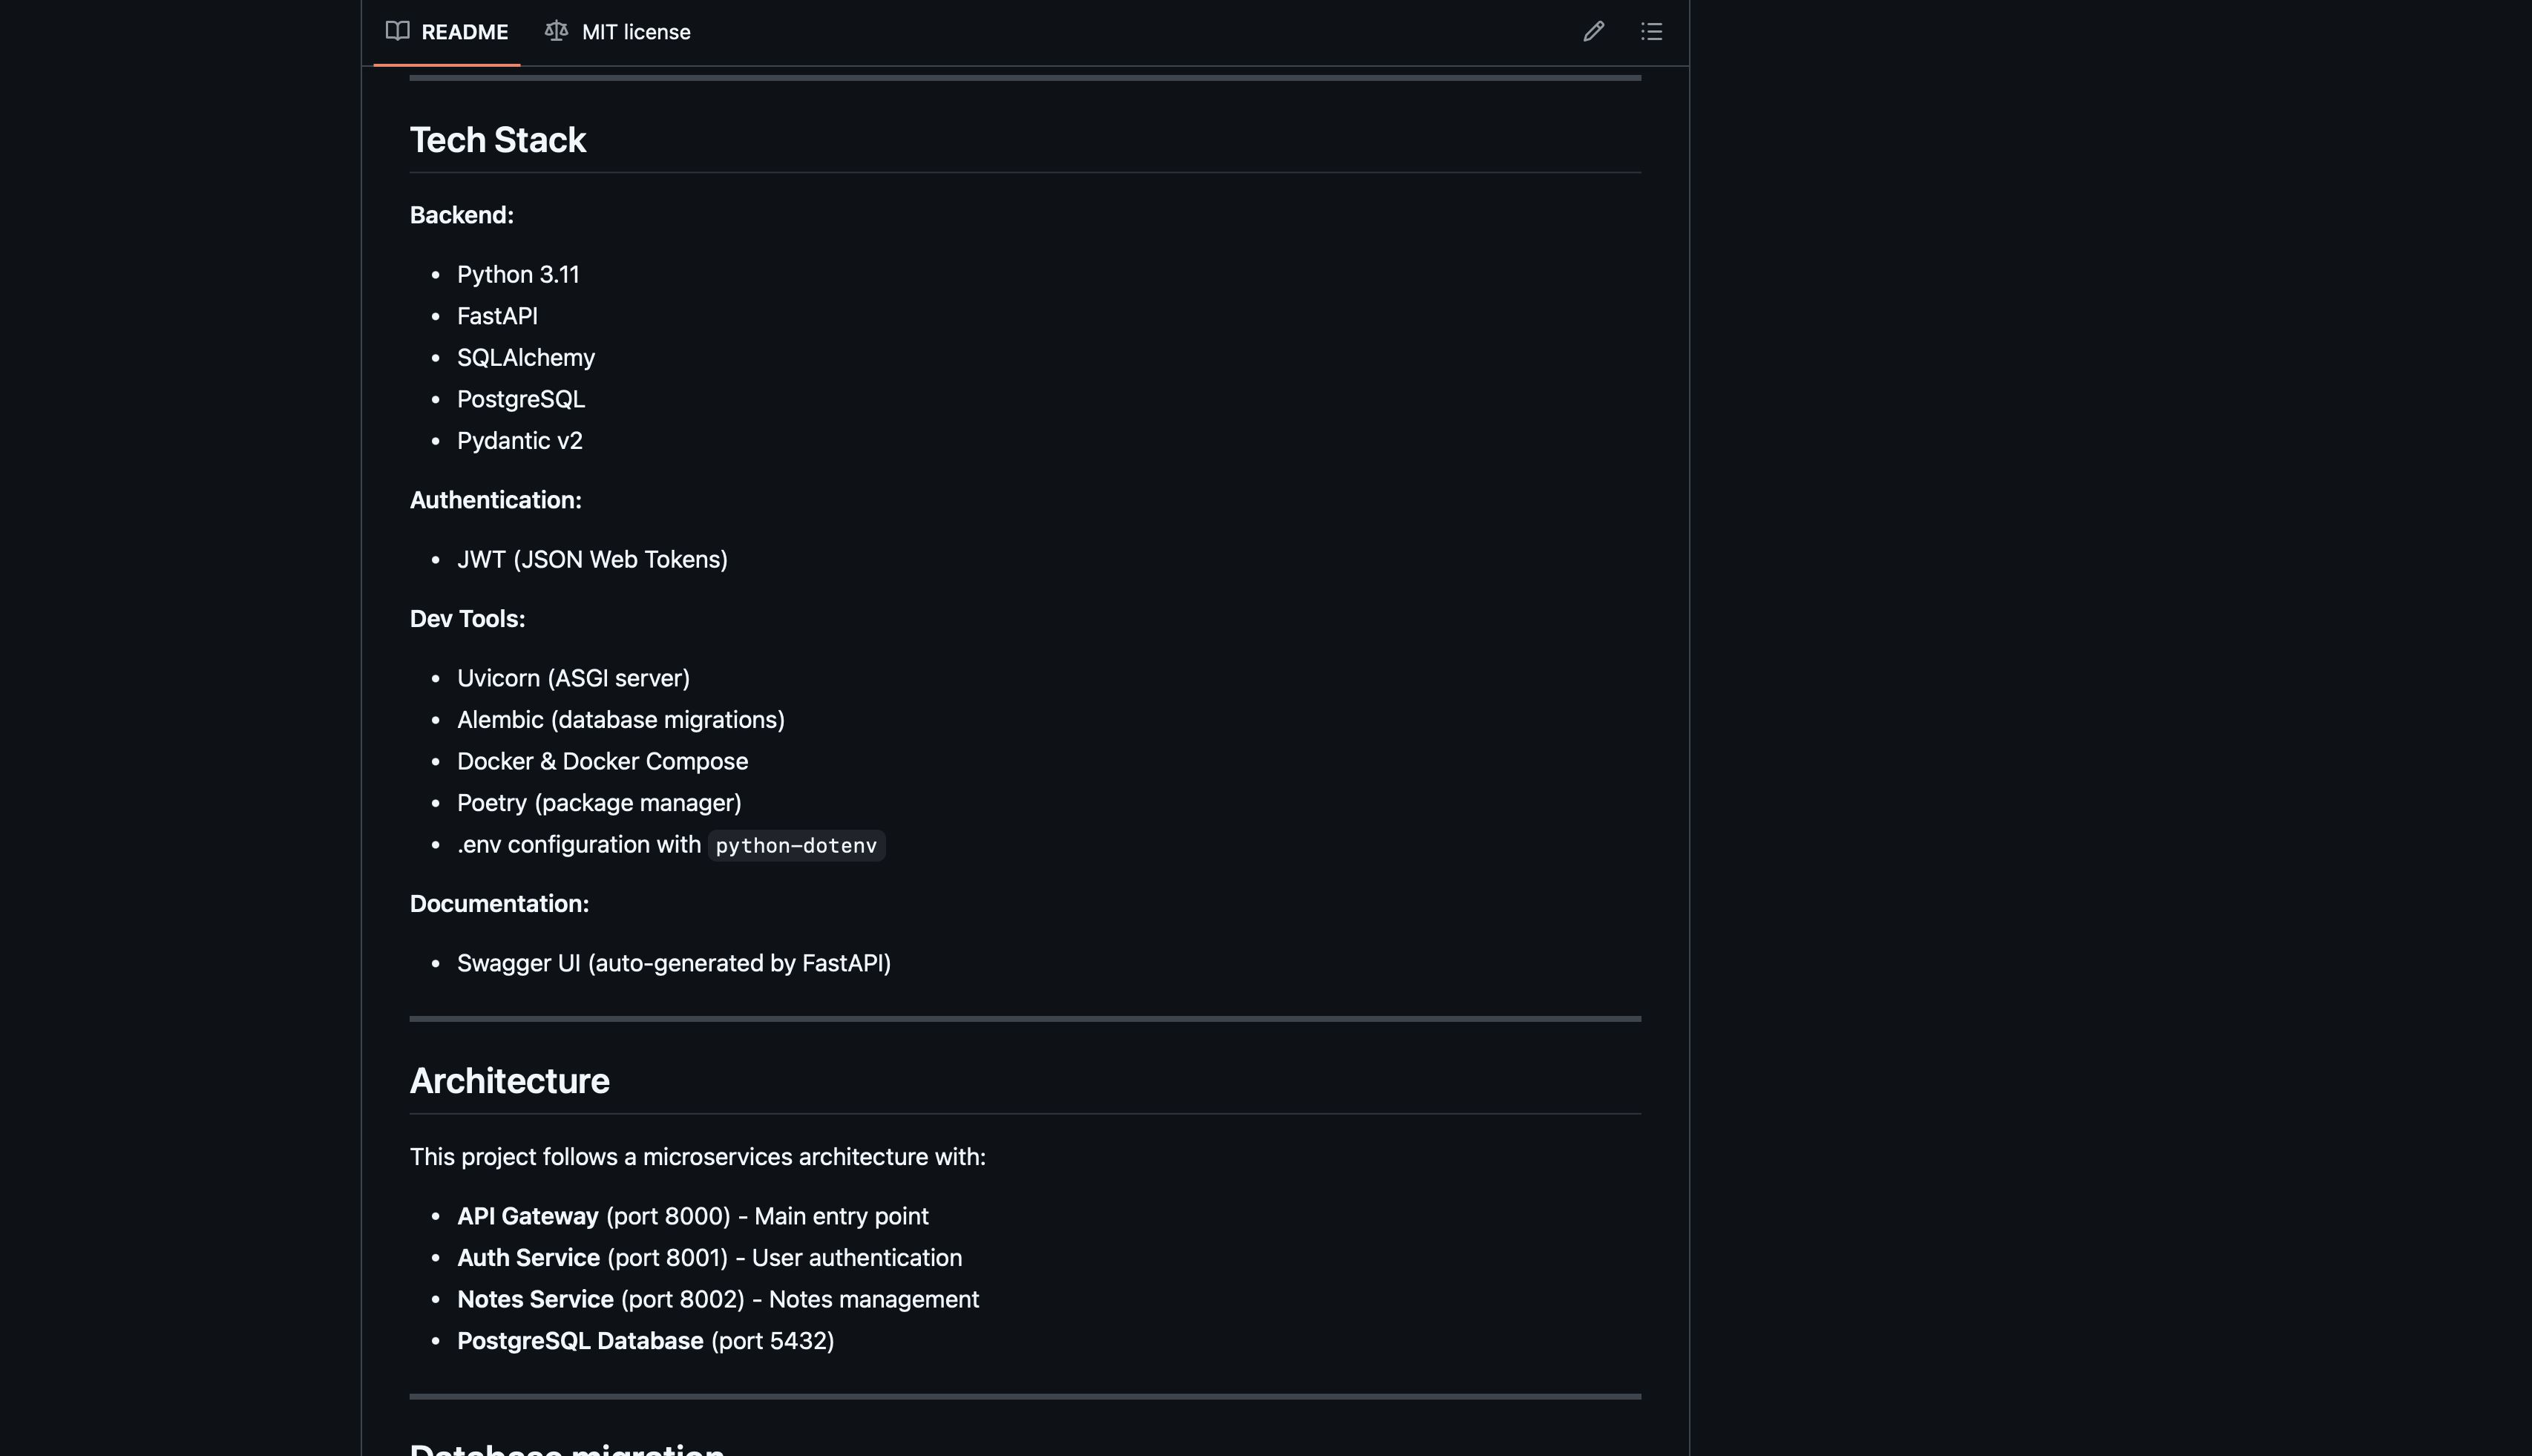 README
MIT license
Tech Stack
Backend:
Python 3.11
FastAPI
SQLAlchemy
PostgreSQL
Pydantic v2
Authentication:
JWT (JSON Web Tokens)
Dev Tools:
Uvicorn (ASGI server)
Alembic (database migrations)
Docker & Docker Compose
Poetry (package manager)
.env configuration with python-dotenv
Documentation:
Swagger UI (auto-generated by FastAPI)
Architecture
This project follows a microservices architecture with:
API Gateway (port 8000) - Main entry point
Auth Service (port 8001) - User authentication
Notes Service (port 8002) - Notes management
PostgreSQL Database (port 5432)
Database migration